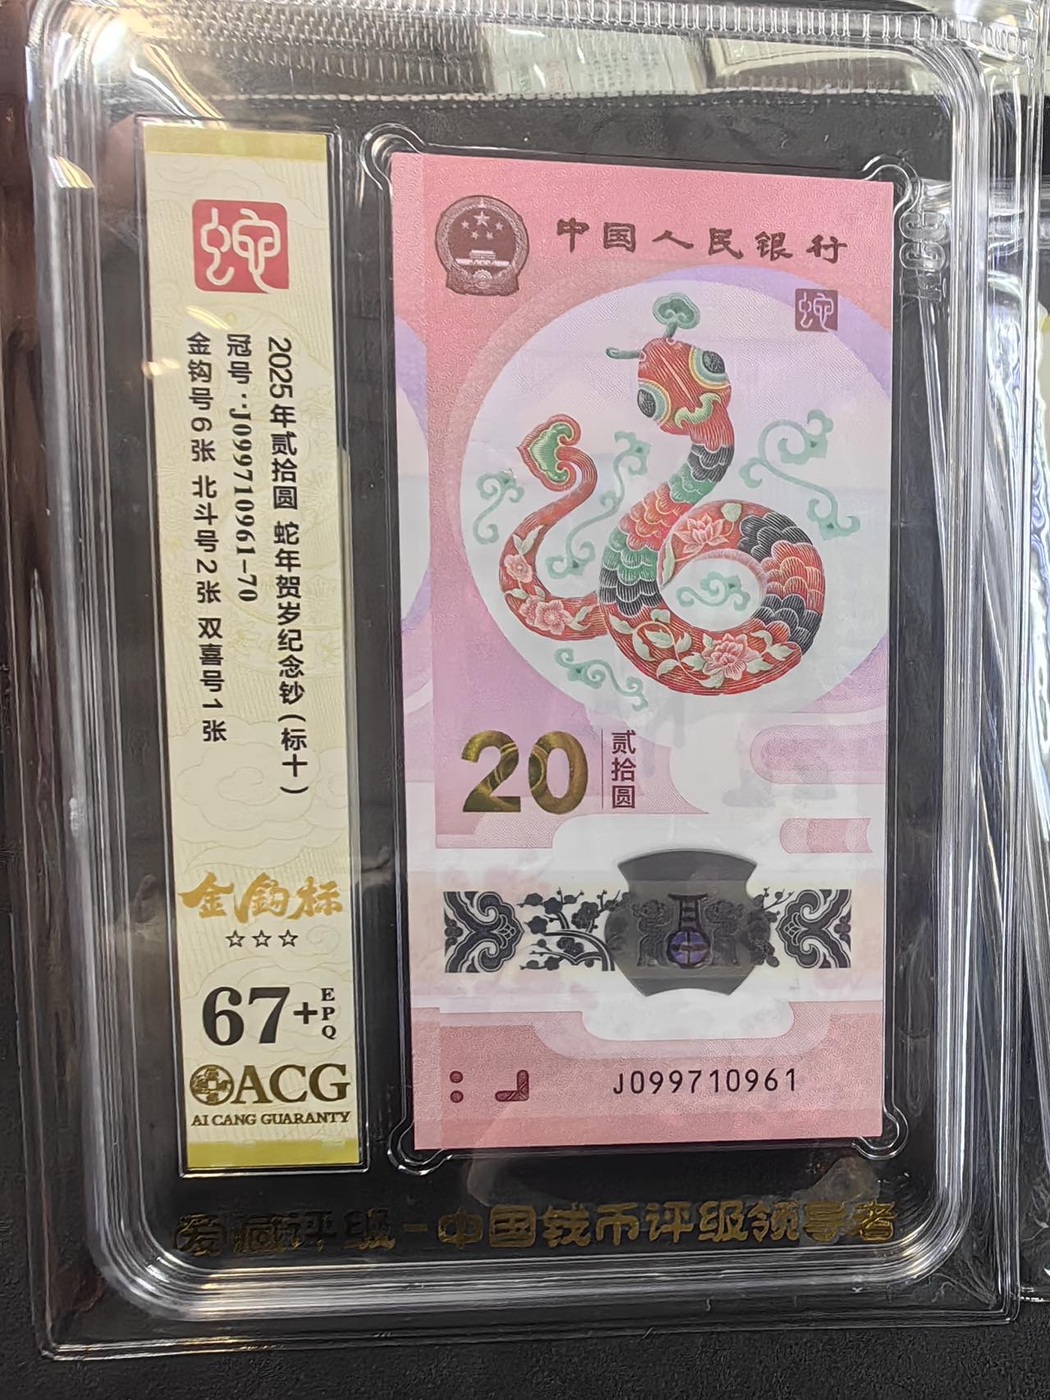 蛇
2025年贰拾圆 蛇年贺岁纪念钞(标十)
冠号:J099710961-70
金钩号6张 北斗号2张 双喜号1张
金钩标
☆☆☆
67+EPQ
ACG
AI CANG GUARANTY
中国人民银行
蛇
20
贰拾圆
J099710961
爱藏评级-中国钱币评级领导者